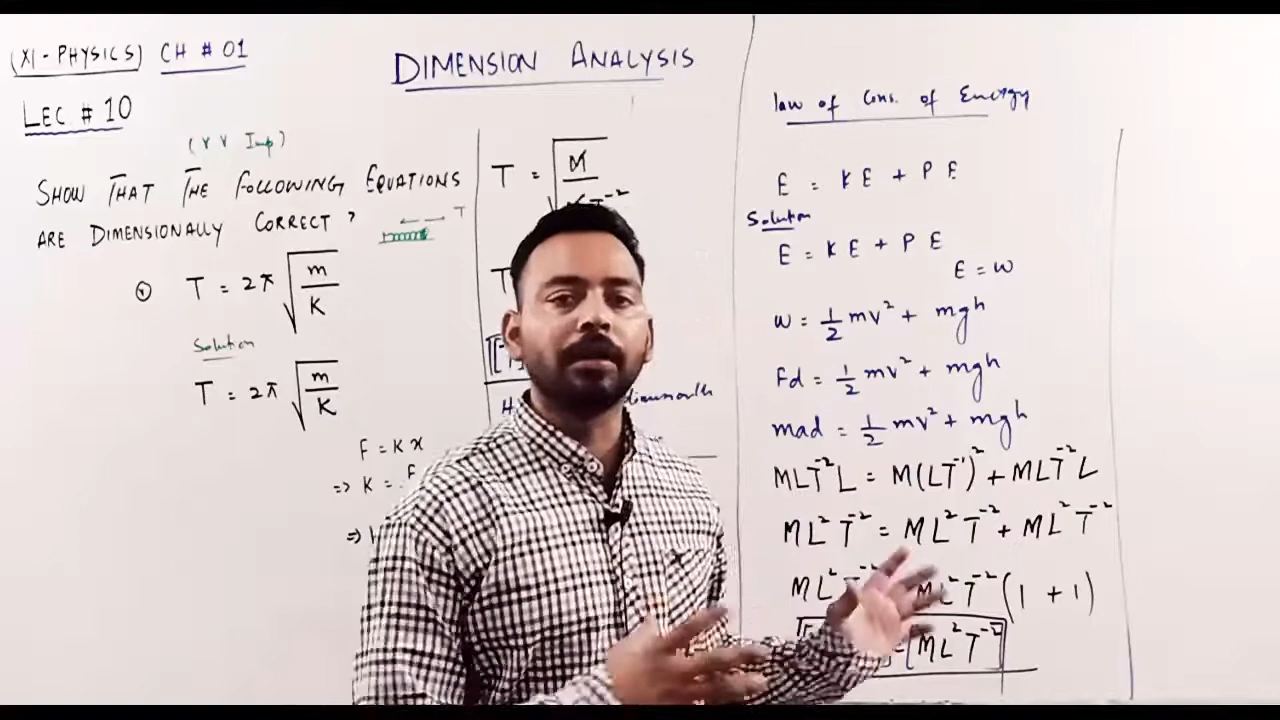 (XI - PHYSICS) CH # 01
LEC # 10
DIMENSION ANALYSIS
(V V Imp)
SHOW THAT THE FOLLOWING EQUATIONS
ARE DIMENSIONALLY CORRECT ?
T
T = 2π √(m/K)
Solution
T = 2π √(m/K)
F = K x
=> K = F
=>
T = √(M/ T⁻²)
T
law of Cons. of Energy
E = KE + PE
Solution
E = KE + PE
E = W
W = ½ mv² + mgh
Fd = ½ mv² + mgh
mad = ½ mv² + mgh
MLT⁻²L = M(LT⁻¹)² + MLT⁻²L
ML²T⁻² = ML²T⁻² + ML²T⁻²
ML² ML²T⁻² (1 + 1)
= [ML²T⁻²]